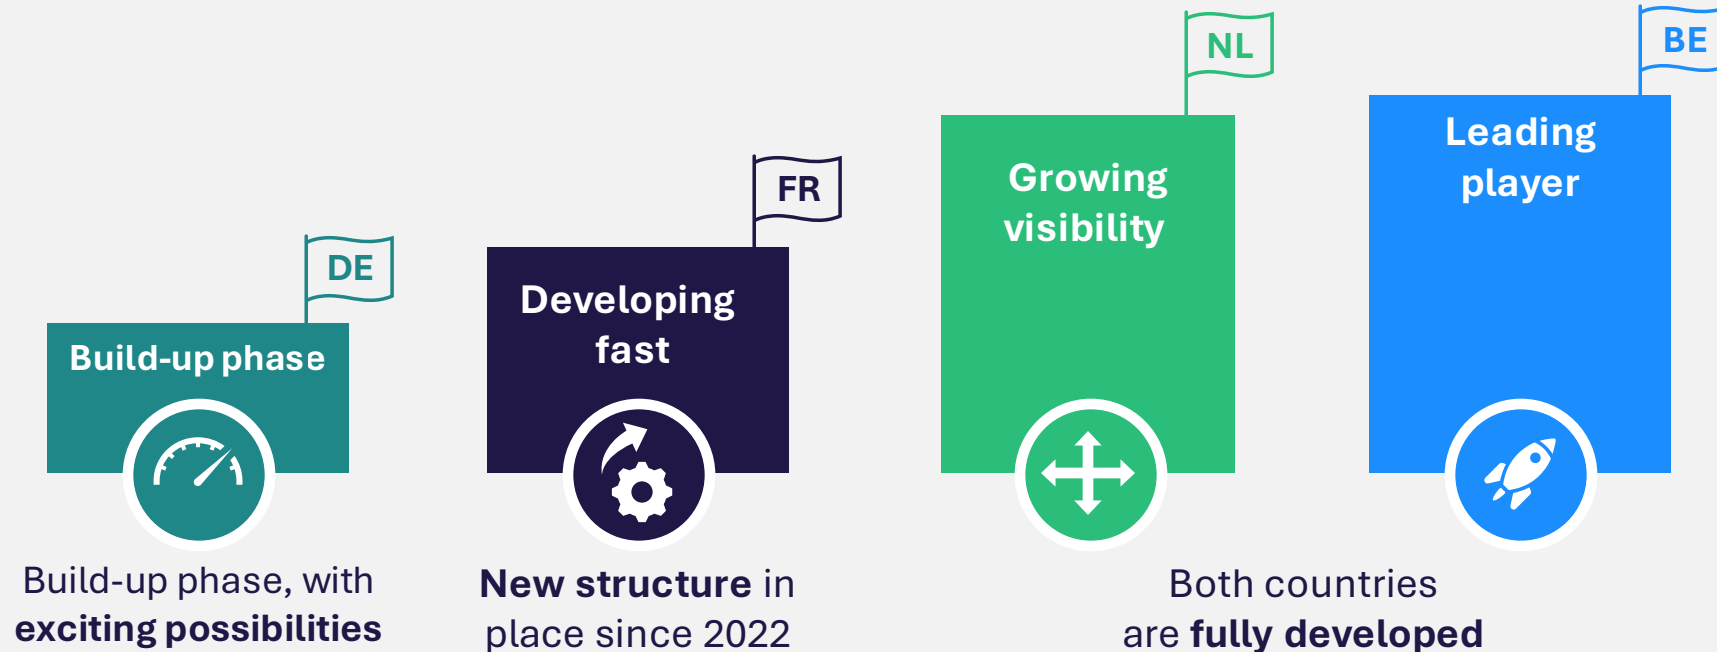 DE
Build-up phase
Build-up phase, with
exciting possibilities
FR
Developing
fast
New structure in
place since 2022
NL
Growing
visibility
BE
Leading
player
Both countries
are fully developed